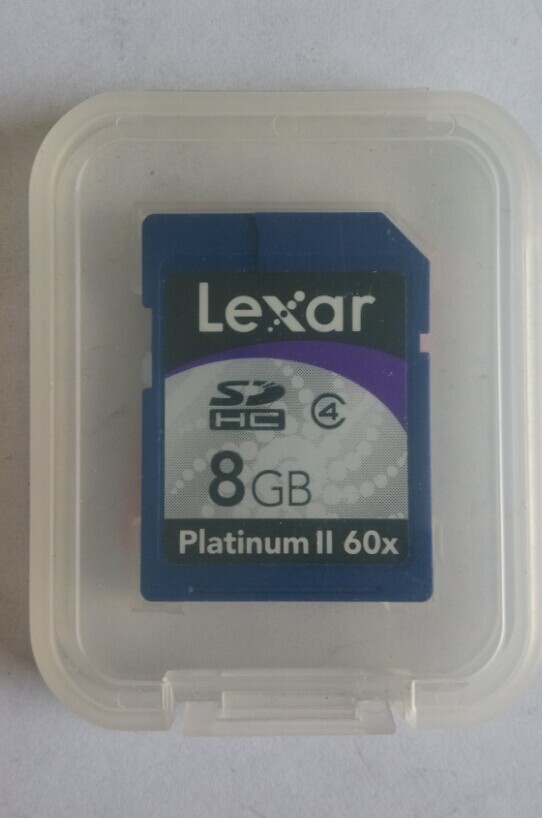 Lexar
SD HC 4
8GB
Platinum II 60x